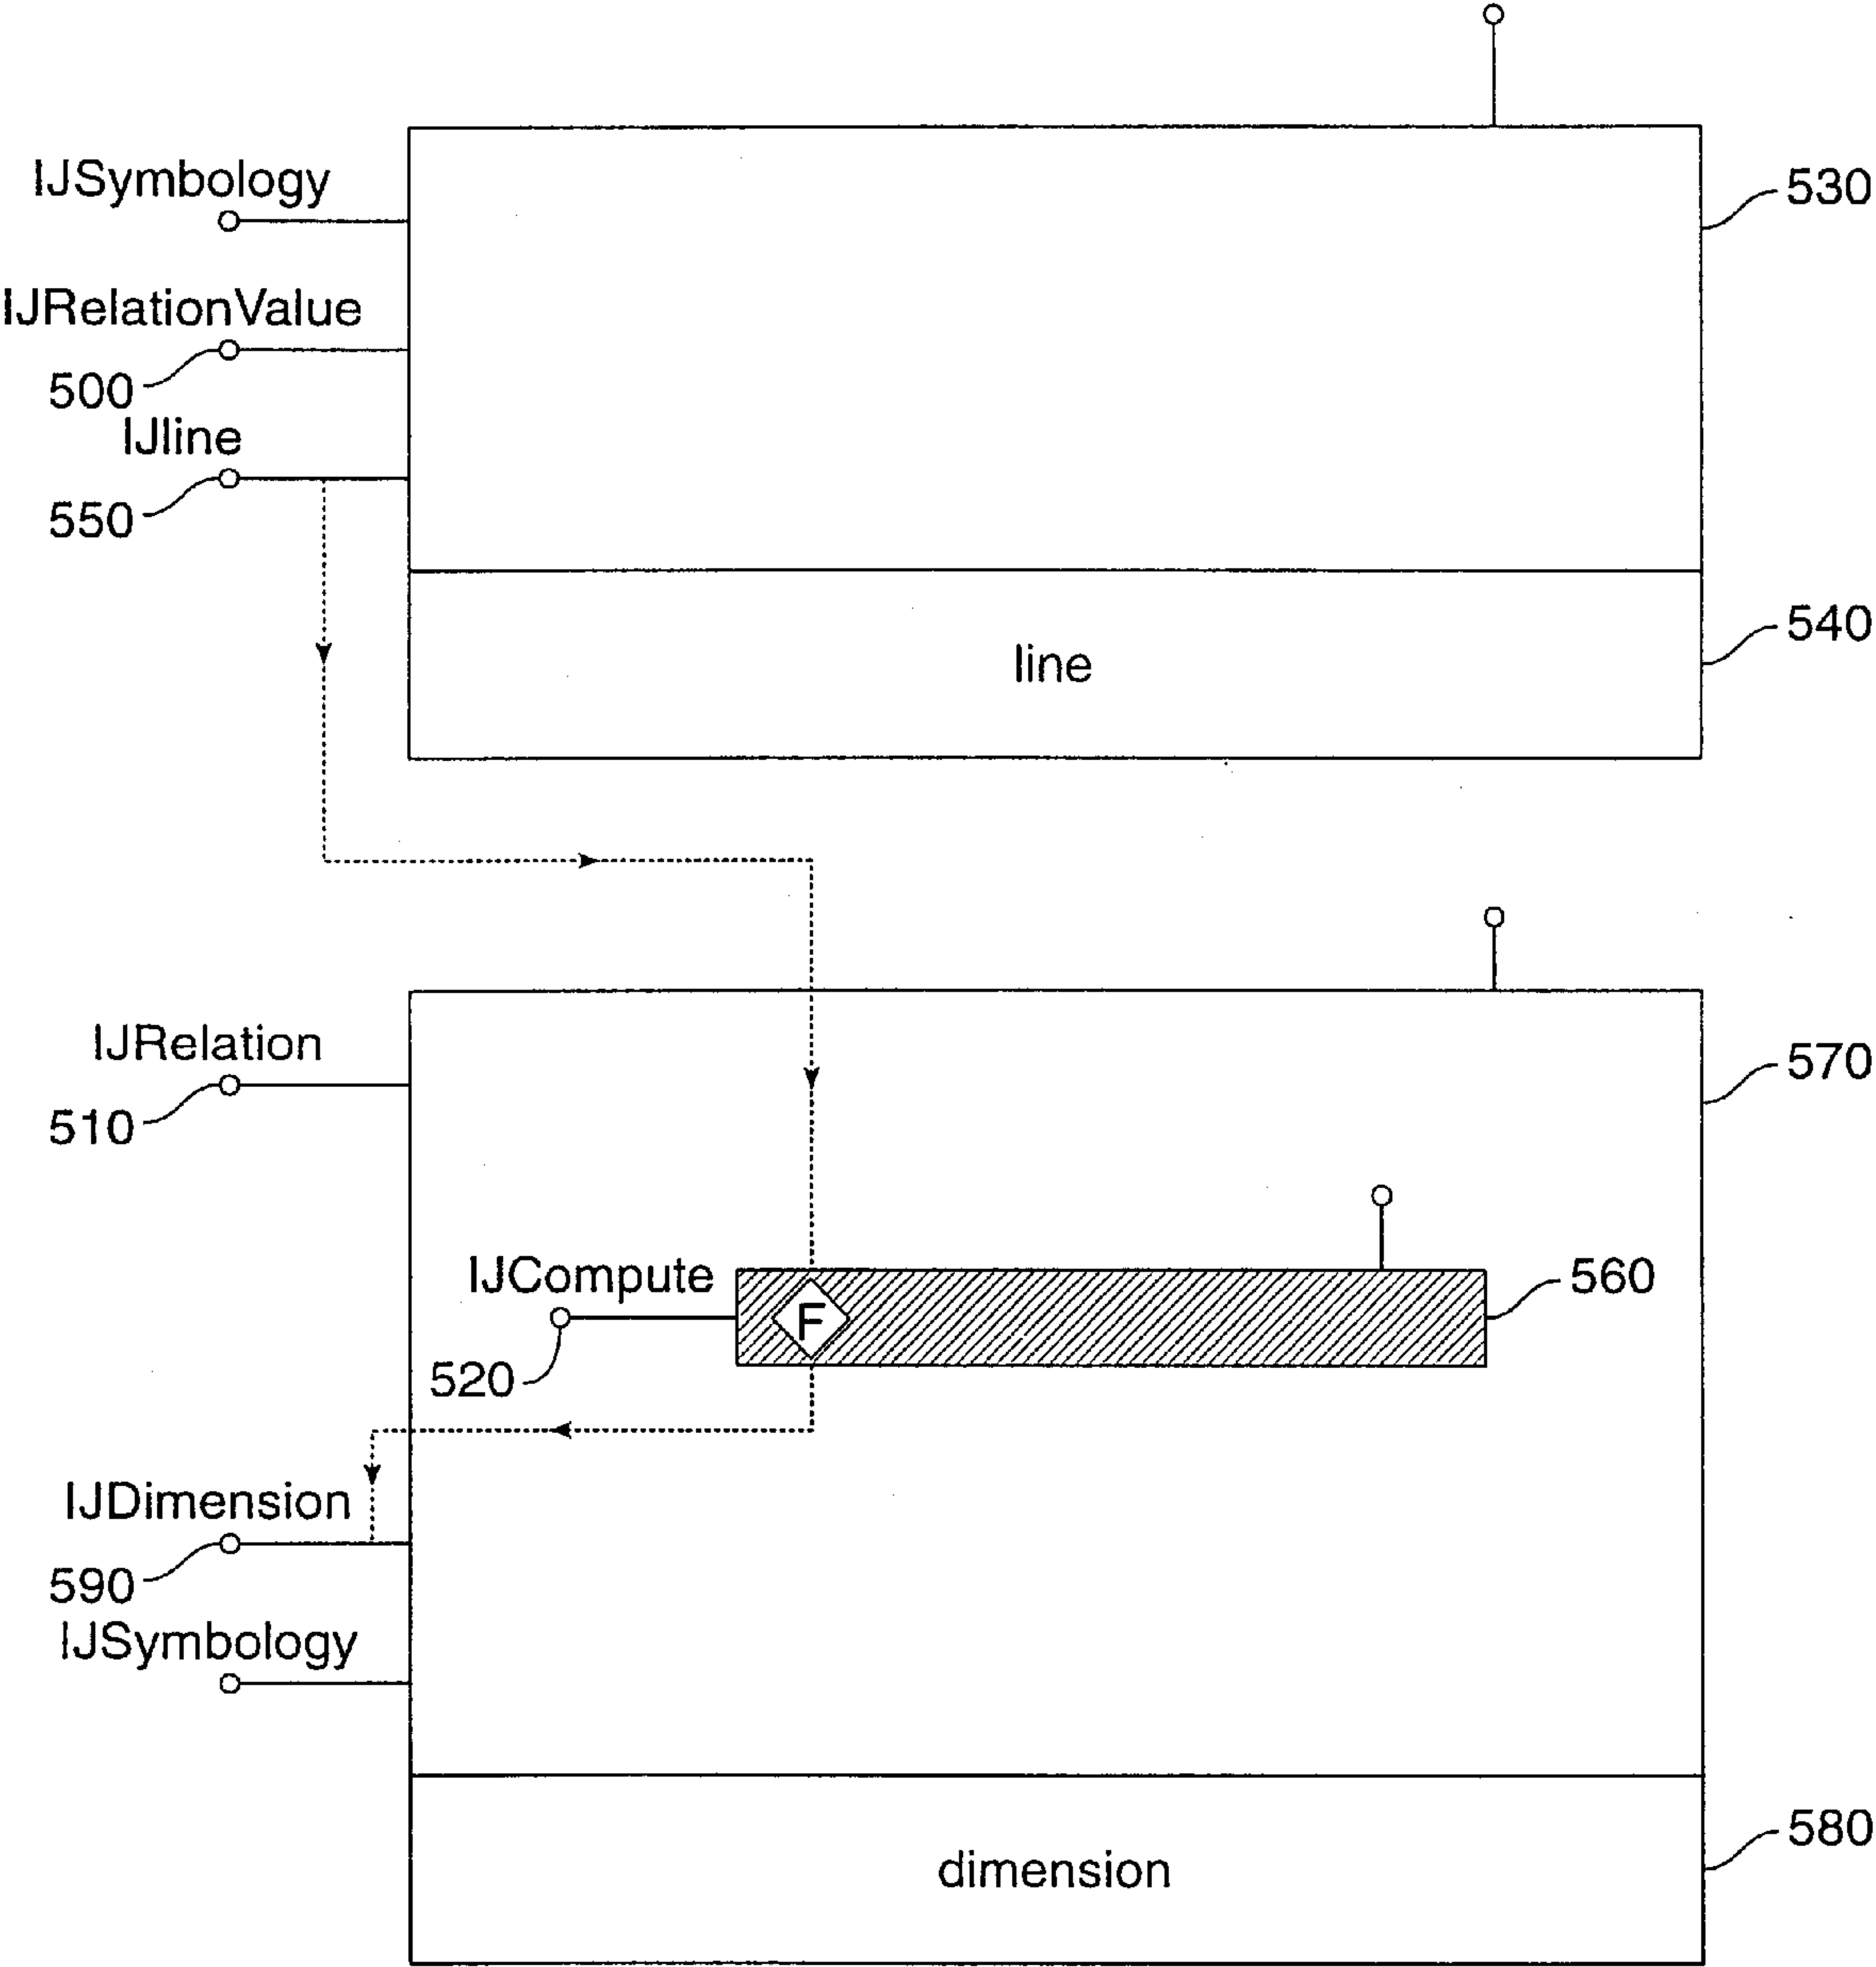 IJSymbology
530
IJRelationValue
500
IJline
550
540
line
IJRelation
570
510
IJCompute
560
F
520
IJDimension
590
IJSymbology
580
dimension